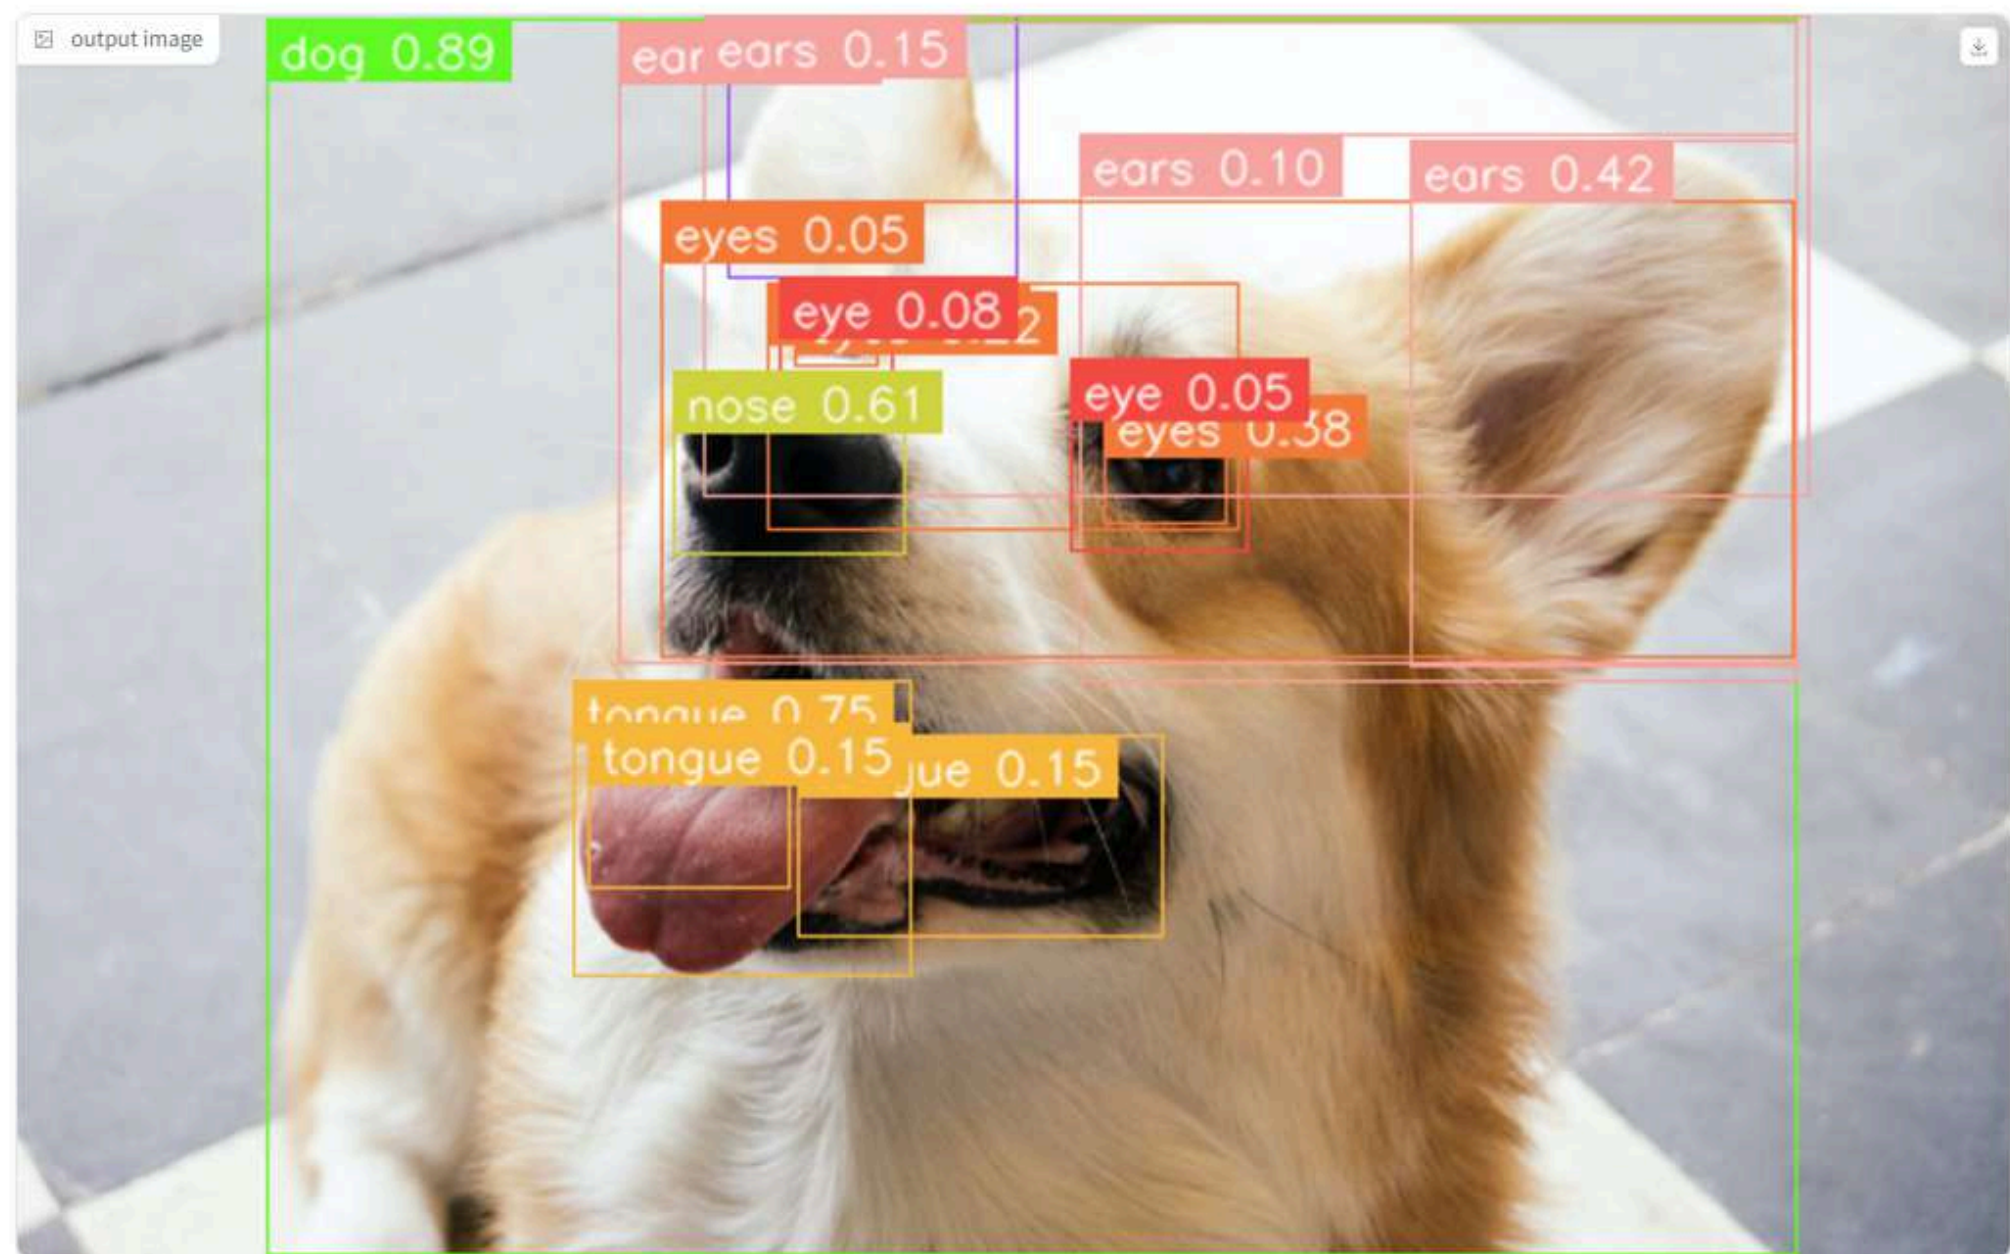 output image
dog 0.89
ear
ears 0.15
ears 0.10
ears 0.42
eyes 0.05
eye 0.08
2
nose 0.61
eye 0.05
eyes 0.38
tongue 0.75
tongue 0.15
gue 0.15